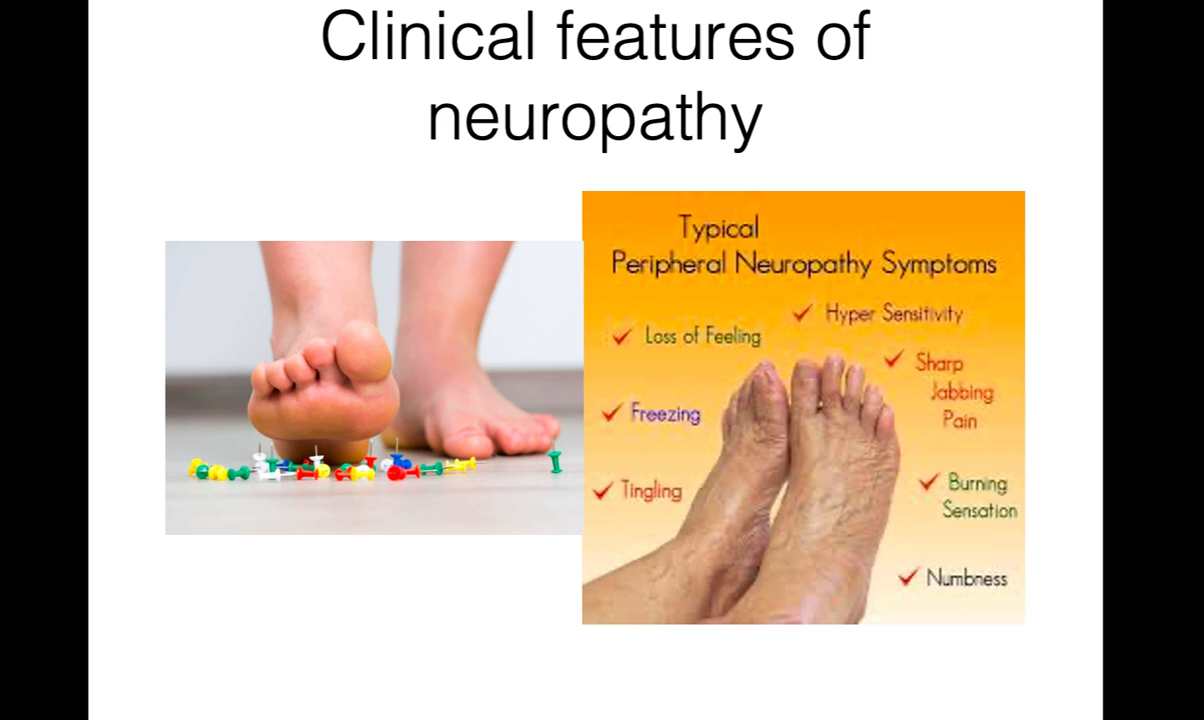 Clinical features of
neuropathy
Typical
Peripheral Neuropathy Symptoms
Hyper Sensitivity
Loss of Feeling
Sharp
Jabbing
Pain
Freezing
Burning
Sensation
Tingling
Numbness